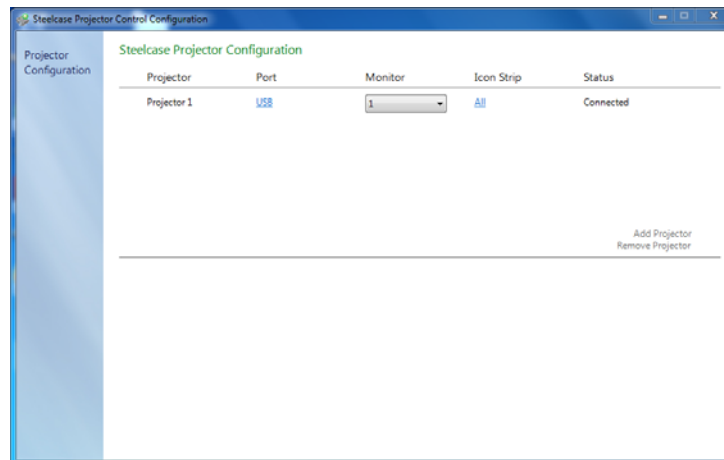 Steelcase Projector Control Configuration
Projector
Configuration
Steelcase Projector Configuration
Projector Port Monitor Icon Strip Status
Projector 1 USB 1 All Connected
Add Projector
Remove Projector